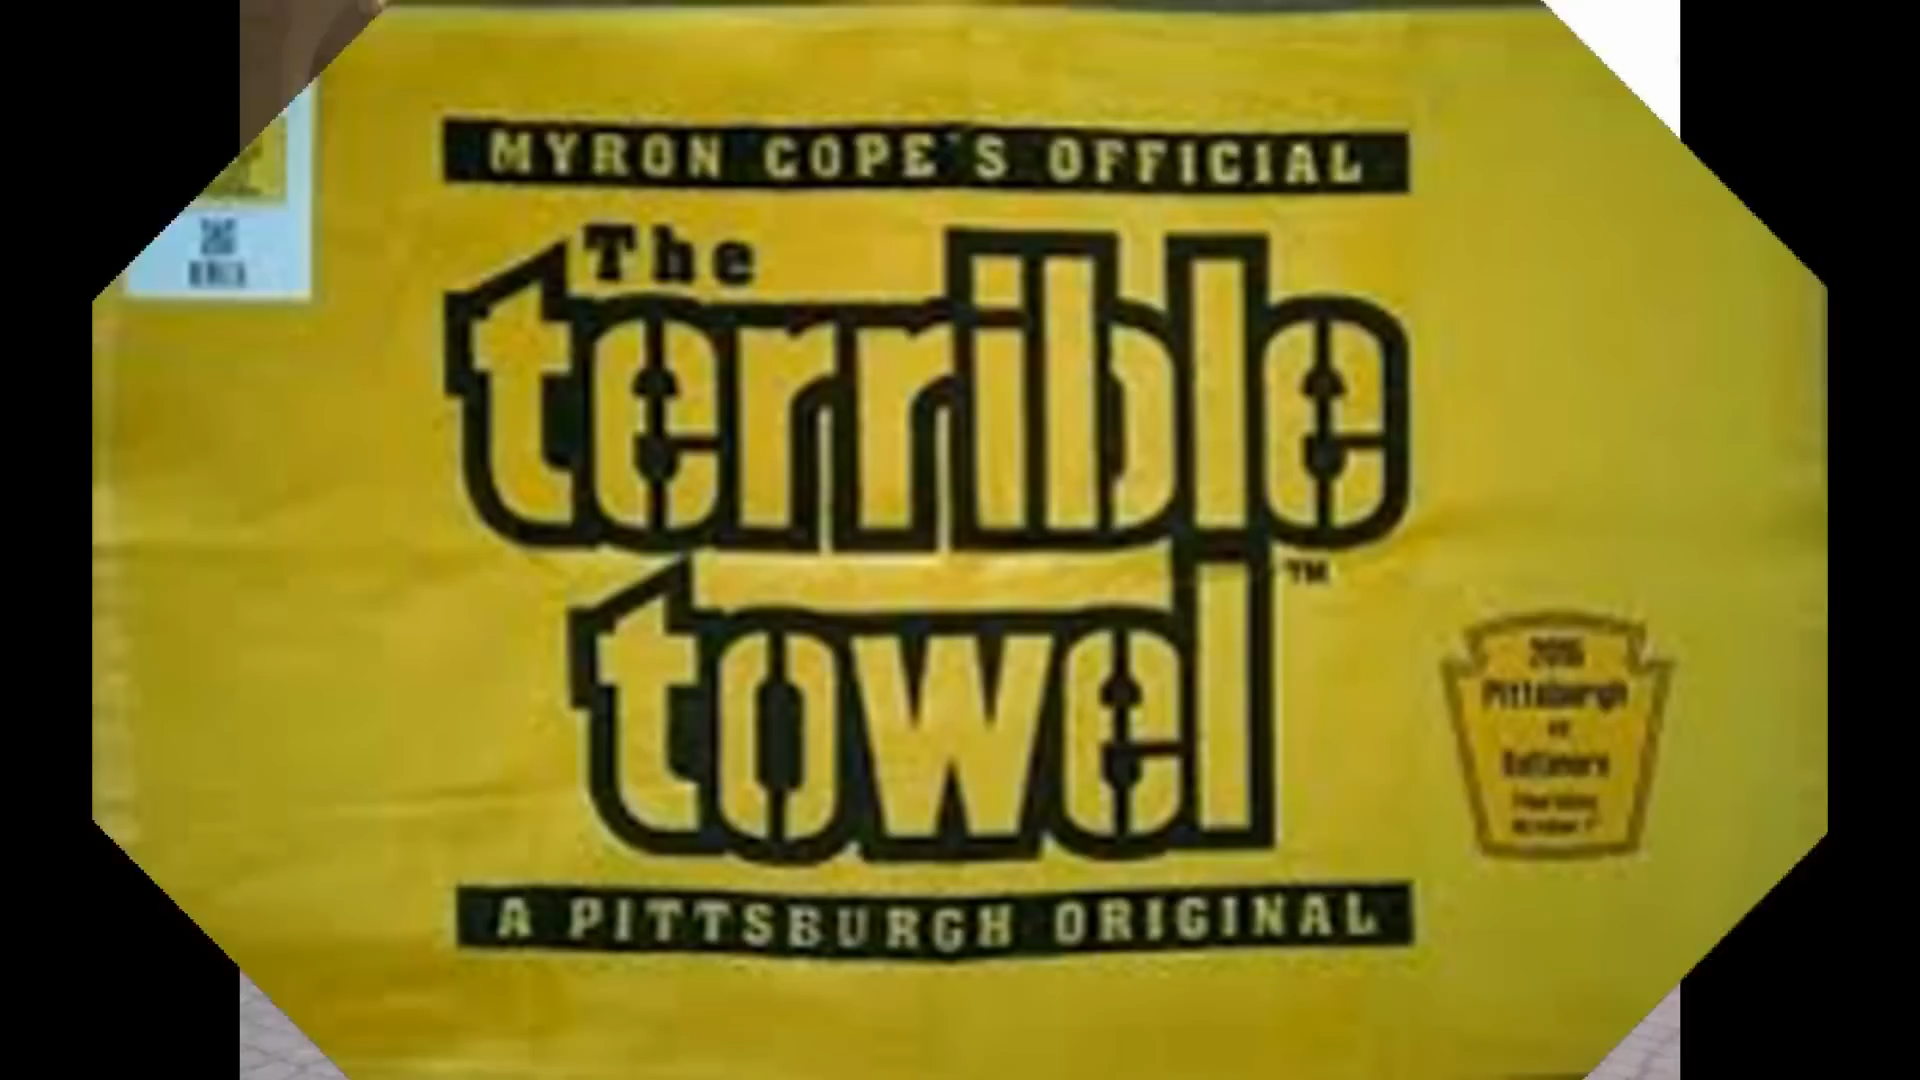 MYRON COPE'S OFFICIAL
The
terrible
towel
TM
Pittsburgh
Baltimore
A PITTSBURGH ORIGINAL